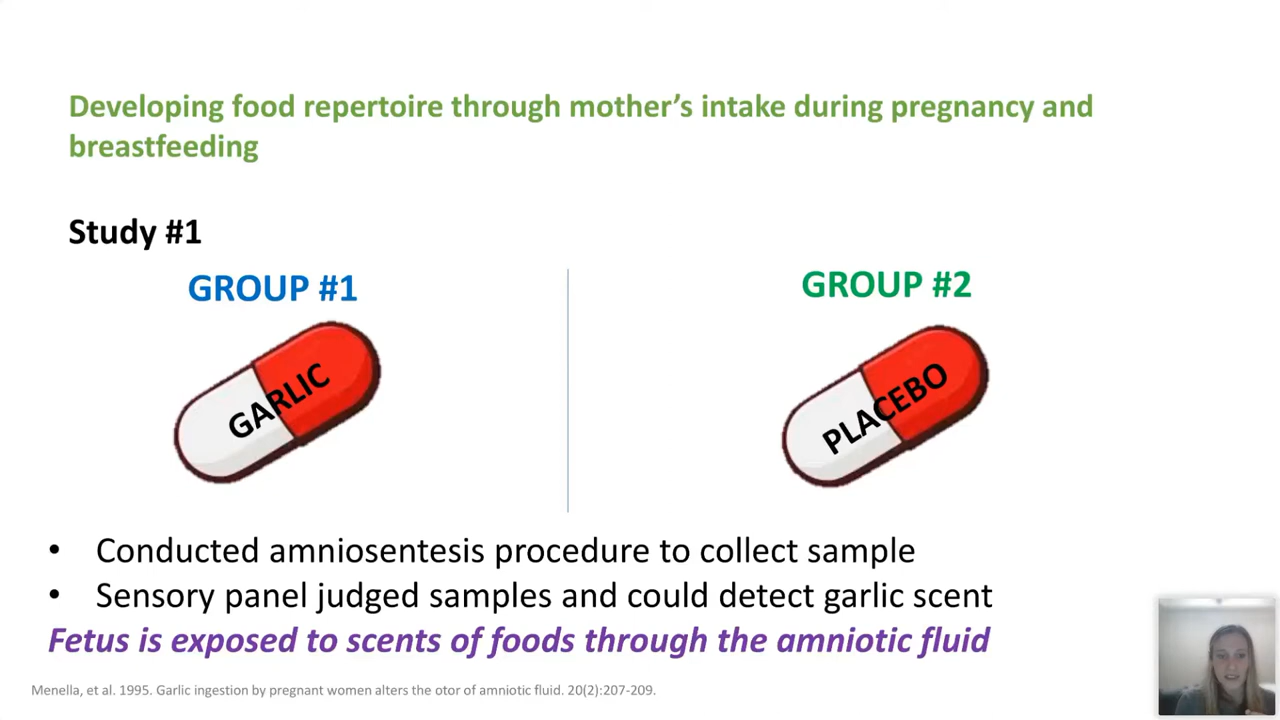 Developing food repertoire through mother's intake during pregnancy and
breastfeeding
Study #1
GROUP #1
GROUP #2
GARLIC
PLACEBO
• Conducted amniosentesis procedure to collect sample
• Sensory panel judged samples and could detect garlic scent
Fetus is exposed to scents of foods through the amniotic fluid
Menella, et al. 1995. Garlic ingestion by pregnant women alters the otor of amniotic fluid. 20(2):207-209.